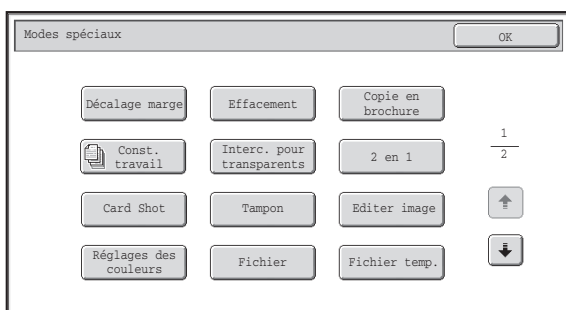 Modes spéciaux
OK
Décalage marge
Effacement
Copie en
brochure
Const.
travail
Interc. pour
transparents
2 en 1
1
2
Card Shot
Tampon
Editer image
Réglages des
couleurs
Fichier
Fichier temp.